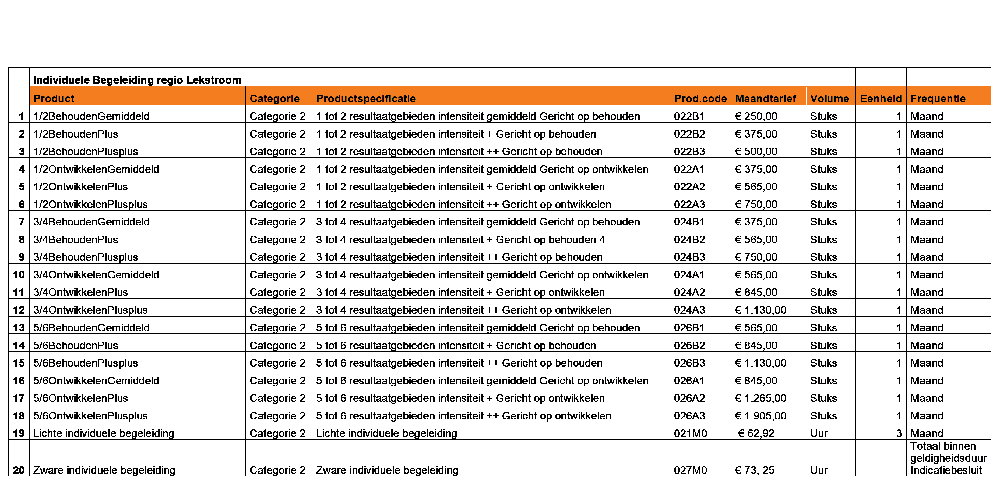 Individuele Begeleiding regio Lekstroom
Product Categorie Productspecificatie Prod.code Maandtarief Volume Eenheid Frequentie
1 1/2BehoudenGemiddeld Categorie 2 1 tot 2 resultaatgebieden intensiteit gemiddeld Gericht op behouden 022B1 € 250,00 Stuks 1 Maand
2 1/2BehoudenPlus Categorie 2 1 tot 2 resultaatgebieden intensiteit + Gericht op behouden 022B2 € 375,00 Stuks 1 Maand
3 1/2BehoudenPlusplus Categorie 2 1 tot 2 resultaatgebieden intensiteit ++ Gericht op behouden 022B3 € 500,00 Stuks 1 Maand
4 1/2OntwikkelenGemiddeld Categorie 2 1 tot 2 resultaatgebieden intensiteit gemiddeld Gericht op ontwikkelen 022A1 € 375,00 Stuks 1 Maand
5 1/2OntwikkelenPlus Categorie 2 1 tot 2 resultaatgebieden intensiteit + Gericht op ontwikkelen 022A2 € 565,00 Stuks 1 Maand
6 1/2OntwikkelenPlusplus Categorie 2 1 tot 2 resultaatgebieden intensiteit ++ Gericht op ontwikkelen 022A3 € 750,00 Stuks 1 Maand
7 3/4BehoudenGemiddeld Categorie 2 3 tot 4 resultaatgebieden intensiteit gemiddeld Gericht op behouden 024B1 € 375,00 Stuks 1 Maand
8 3/4BehoudenPlus Categorie 2 3 tot 4 resultaatgebieden intensiteit + Gericht op behouden 4 024B2 € 565,00 Stuks 1 Maand
9 3/4BehoudenPlusplus Categorie 2 3 tot 4 resultaatgebieden intensiteit ++ Gericht op behouden 024B3 € 750,00 Stuks 1 Maand
10 3/4OntwikkelenGemiddeld Categorie 2 3 tot 4 resultaatgebieden intensiteit gemiddeld Gericht op ontwikkelen 024A1 € 565,00 Stuks 1 Maand
11 3/4OntwikkelenPlus Categorie 2 3 tot 4 resultaatgebieden intensiteit + Gericht op ontwikkelen 024A2 € 845,00 Stuks 1 Maand
12 3/4OntwikkelenPlusplus Categorie 2 3 tot 4 resultaatgebieden intensiteit ++ Gericht op ontwikkelen 024A3 € 1.130,00 Stuks 1 Maand
13 5/6BehoudenGemiddeld Categorie 2 5 tot 6 resultaatgebieden intensiteit gemiddeld Gericht op behouden 026B1 € 565,00 Stuks 1 Maand
14 5/6BehoudenPlus Categorie 2 5 tot 6 resultaatgebieden intensiteit + Gericht op behouden 026B2 € 845,00 Stuks 1 Maand
15 5/6BehoudenPlusplus Categorie 2 5 tot 6 resultaatgebieden intensiteit ++ Gericht op behouden 026B3 € 1.130,00 Stuks 1 Maand
16 5/6OntwikkelenGemiddeld Categorie 2 5 tot 6 resultaatgebieden intensiteit gemiddeld Gericht op ontwikkelen 026A1 € 845,00 Stuks 1 Maand
17 5/6OntwikkelenPlus Categorie 2 5 tot 6 resultaatgebieden intensiteit + Gericht op ontwikkelen 026A2 € 1.265,00 Stuks 1 Maand
18 5/6OntwikkelenPlusplus Categorie 2 5 tot 6 resultaatgebieden intensiteit ++ Gericht op ontwikkelen 026A3 € 1.905,00 Stuks 1 Maand
19 Lichte individuele begeleiding Categorie 2 Lichte individuele begeleiding 021M0 € 62,92 Uur 3 Maand
Totaal binnen
geldigheidsduur
20 Zware individuele begeleiding Categorie 2 Zware individuele begeleiding 027M0 € 73, 25 Uur Indicatiebesluit